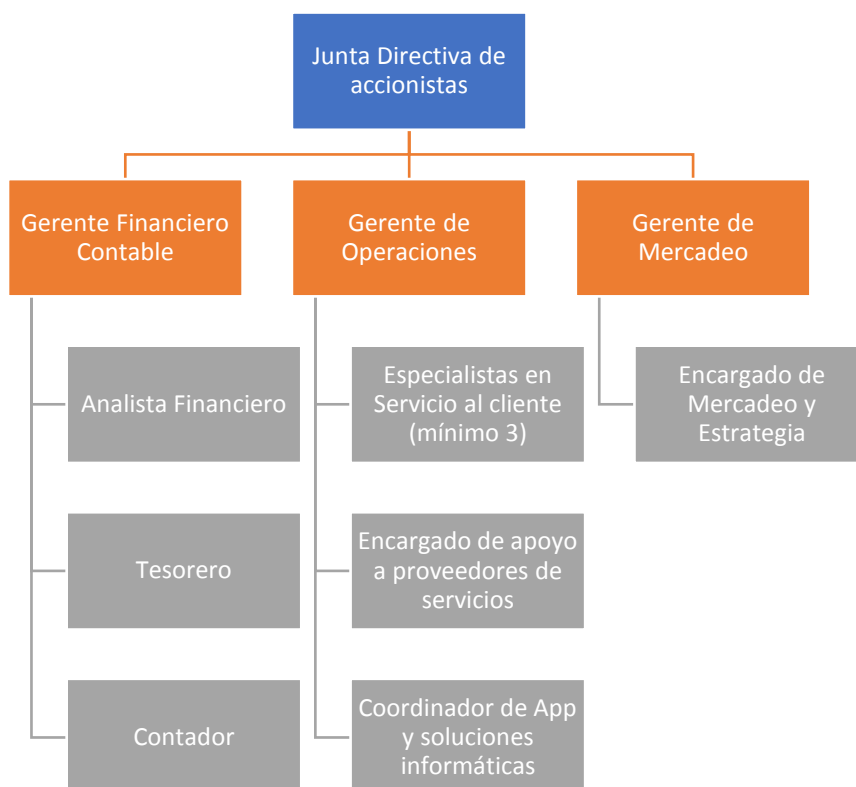 Junta Directiva de
accionistas
Gerente Financiero
Contable
Gerente de
Operaciones
Gerente de
Mercadeo
Analista Financiero
Especialistas en
Servicio al cliente
(mínimo 3)
Encargado de
Mercadeo y
Estrategia
Tesorero
Encargado de apoyo
a proveedores de
servicios
Contador
Coordinador de App
y soluciones
informáticas